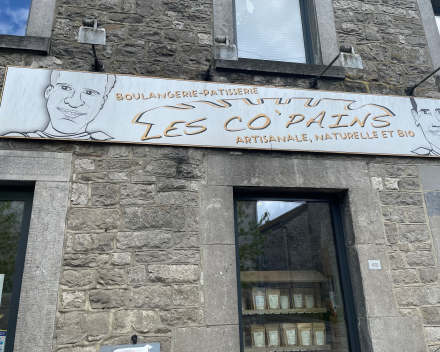 BOULANGERIE-PATISSERIE
LES CO'PAINS
ARTISANALE, NATURELLE ET BIO